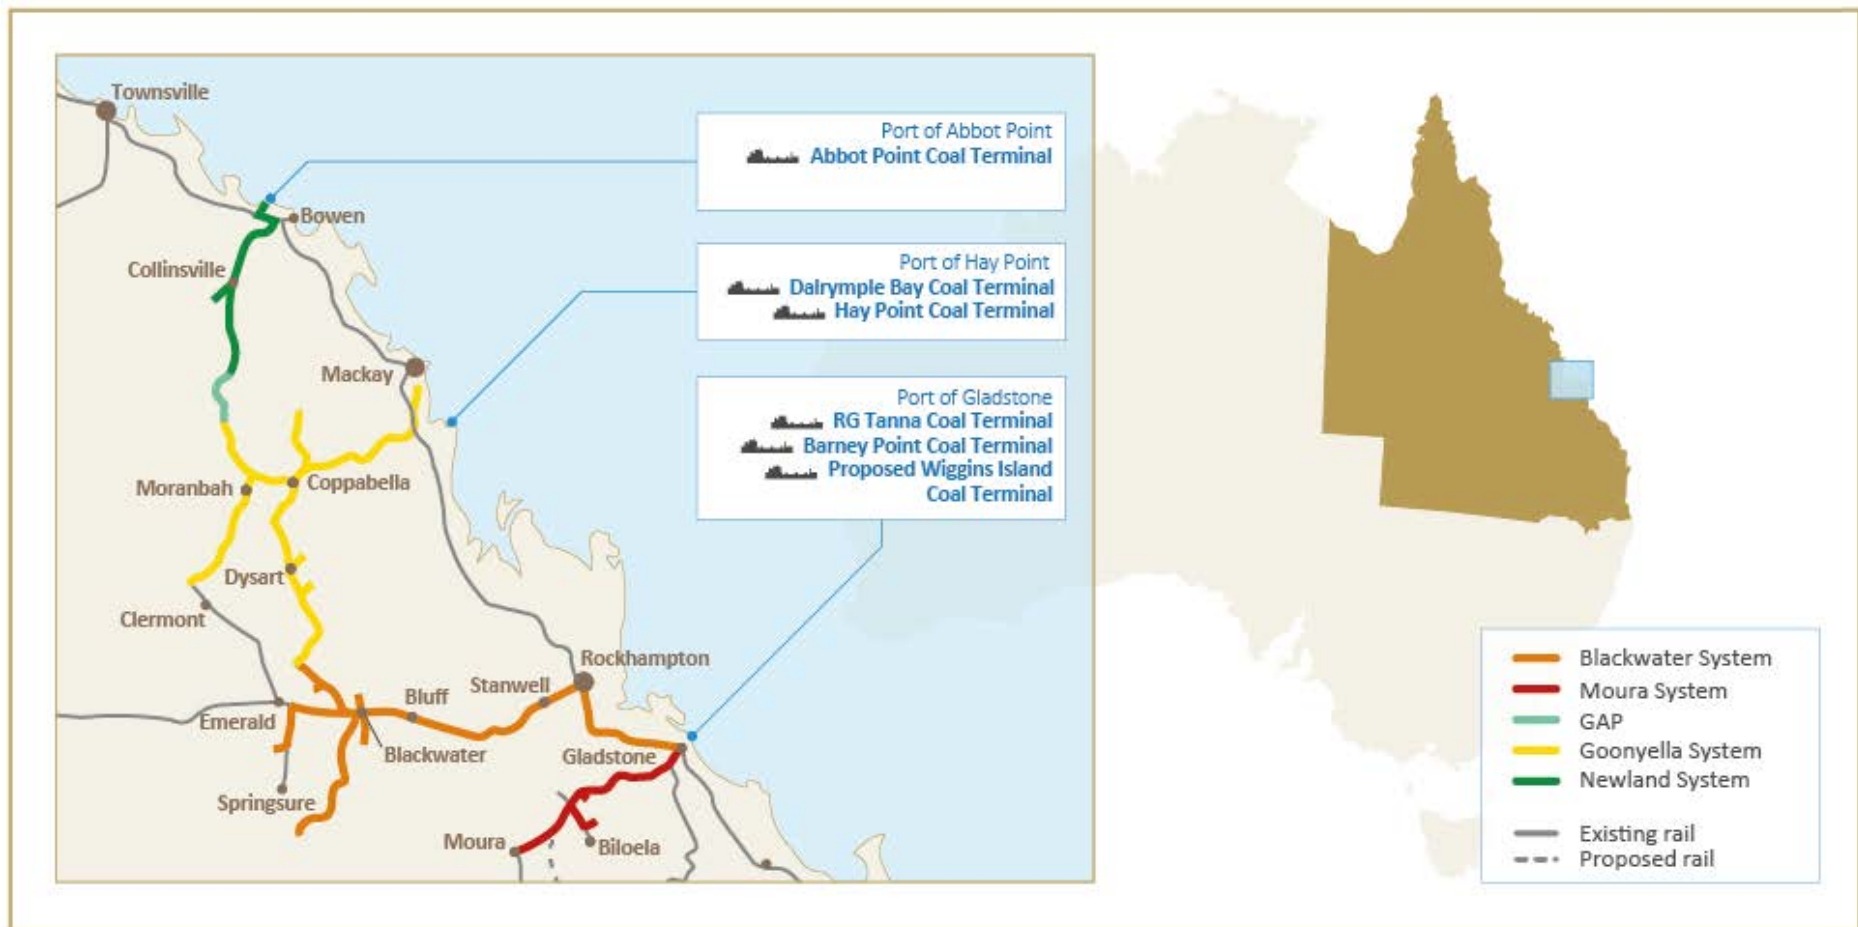 Townsville
Port of Abbot Point
Abbot Point Coal Terminal
Bowen
Collinsville
Port of Hay Point
Dalrymple Bay Coal Terminal
Hay Point Coal Terminal
Mackay
Port of Gladstone
RG Tanna Coal Terminal
Barney Point Coal Terminal
Proposed Wiggins Island
Coal Terminal
Moranbah
Coppabella
Dysart
Clermont
Rockhampton
Stanwell
Bluff
Emerald
Blackwater
Gladstone
Springsure
Moura
Biloela
Blackwater System
Moura System
GAP
Goonyella System
Newland System
Existing rail
Proposed rail